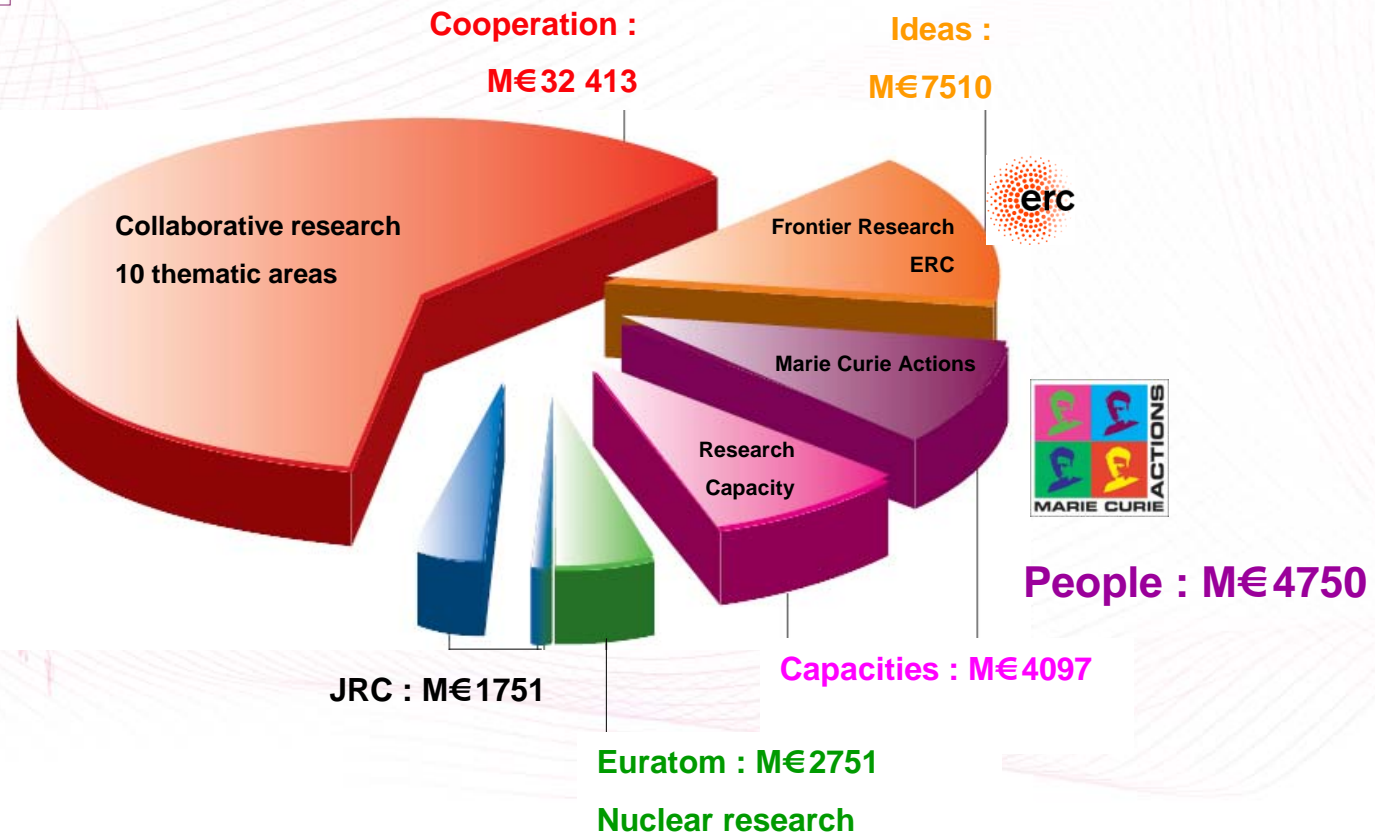 Cooperation :
M€32 413
Ideas :
M€7510
erc
Collaborative research
10 thematic areas
Frontier Research
ERC
Marie Curie Actions
MARIE CURIE
ACTIONS
Research
Capacity
People : M€4750
Capacities : M€4097
JRC : M€1751
Euratom : M€2751
Nuclear research